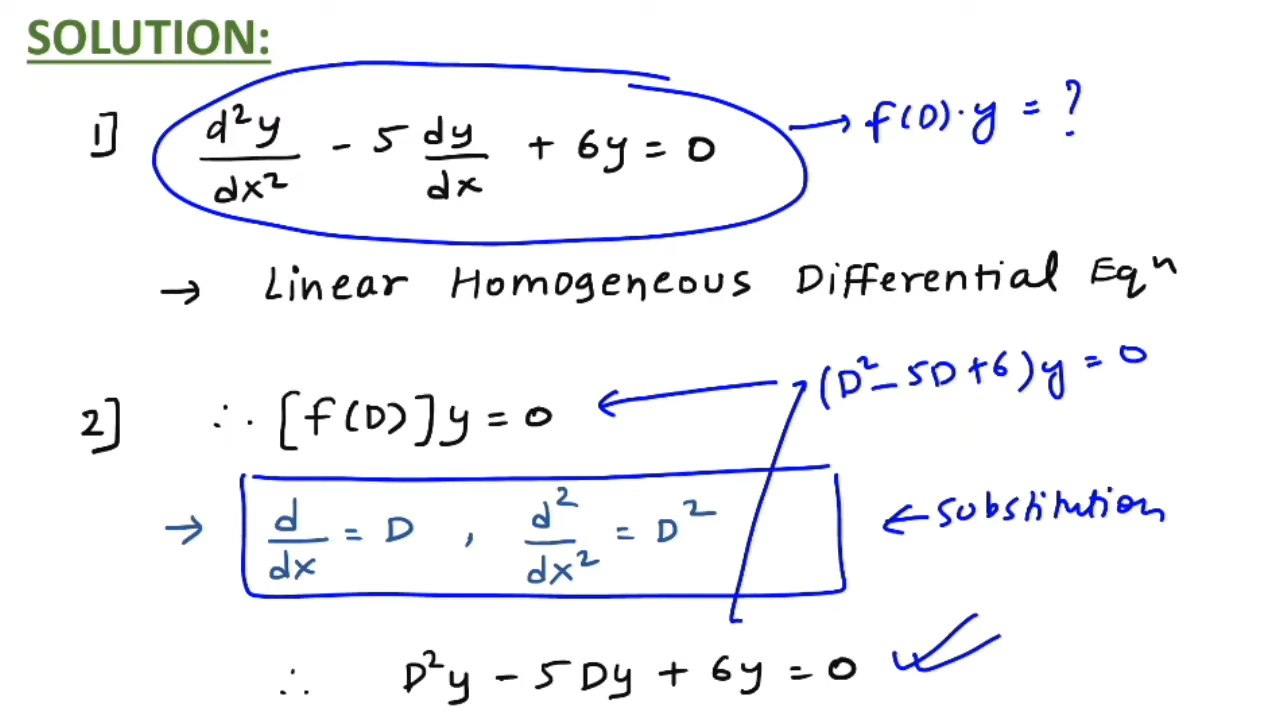 SOLUTION:
1] d²y/dx² - 5 dy/dx + 6y = 0 → f(D)·y = ?
→ Linear Homogeneous Differential Eqⁿ
(D² - 5D + 6)y = 0
2] ∴ [f(D)]y = 0
→ d/dx = D , d²/dx² = D² ← substitution
∴ D²y - 5Dy + 6y = 0 ✓